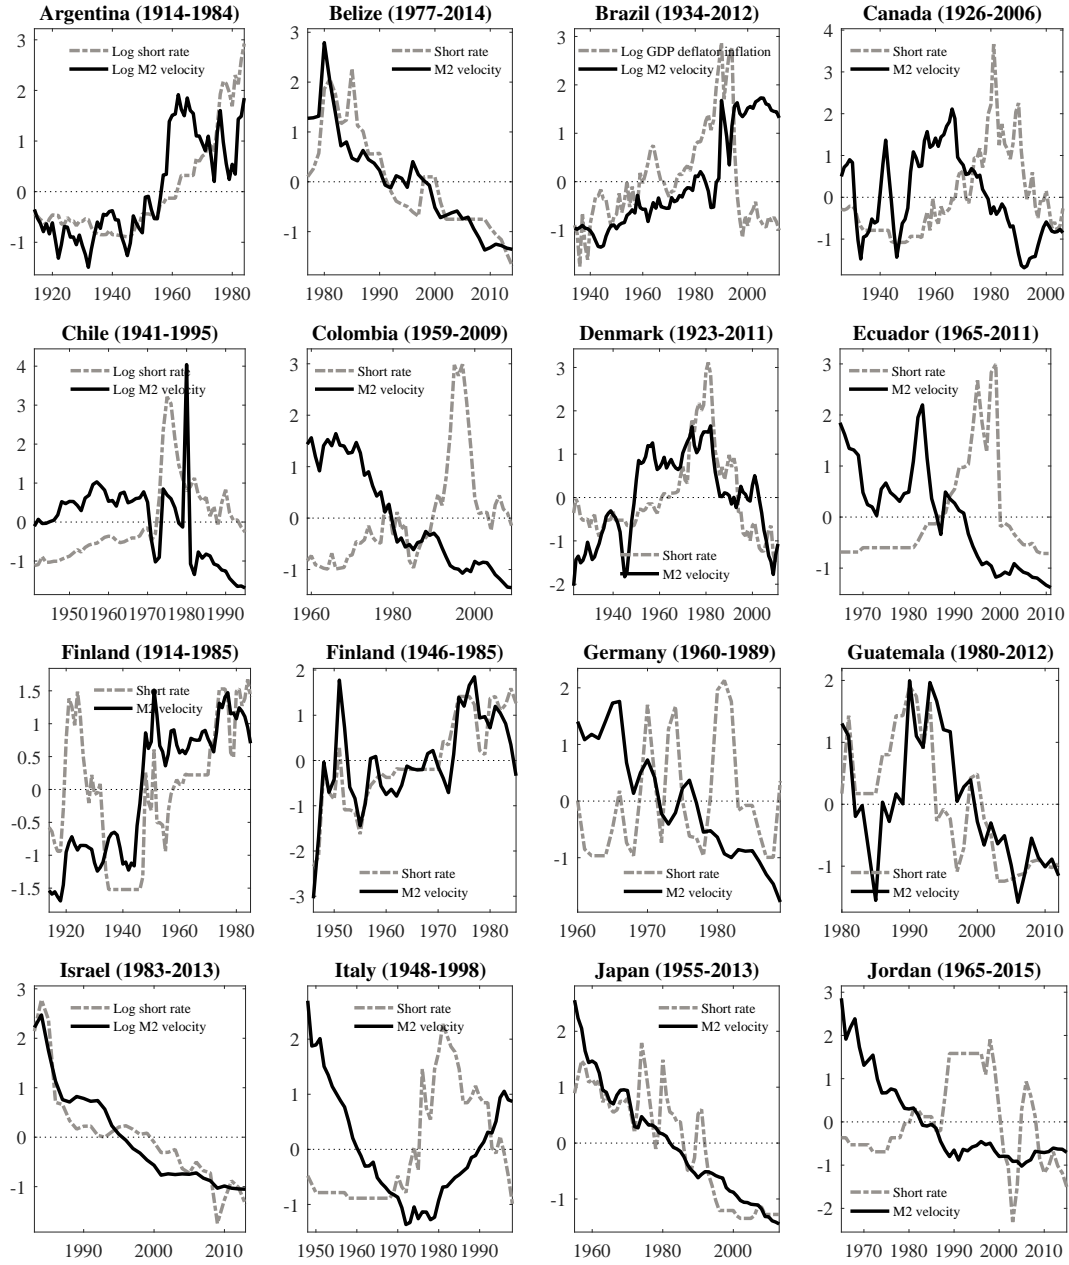 Argentina (1914-1984)
3
2
1
0
-1
Log short rate
Log M2 velocity
1920 1940 1960 1980
Belize (1977-2014)
3
2
1
0
-1
Short rate
M2 velocity
1980 1990 2000 2010
Brazil (1934-2012)
3
2
1
0
-1
Log GDP deflator inflation
Log M2 velocity
1940 1960 1980 2000
Canada (1926-2006)
4
3
2
1
0
-1
Short rate
M2 velocity
1940 1960 1980 2000
Chile (1941-1995)
4
3
2
1
0
-1
Log short rate
Log M2 velocity
1950 1960 1970 1980 1990
Colombia (1959-2009)
3
2
1
0
-1
Short rate
M2 velocity
1960 1980 2000
Denmark (1923-2011)
3
2
1
0
-1
-2
Short rate
M2 velocity
1940 1960 1980 2000
Ecuador (1965-2011)
3
2
1
0
-1
Short rate
M2 velocity
1970 1980 1990 2000 2010
Finland (1914-1985)
1.5
1
0.5
0
-0.5
-1
-1.5
Short rate
M2 velocity
1920 1940 1960 1980
Finland (1946-1985)
2
1
0
-1
-2
-3
Short rate
M2 velocity
1950 1960 1970 1980
Germany (1960-1989)
2
1
0
-1
Short rate
M2 velocity
1960 1970 1980
Guatemala (1980-2012)
2
1
0
-1
Short rate
M2 velocity
1980 1990 2000 2010
Israel (1983-2013)
3
2
1
0
-1
Log short rate
Log M2 velocity
1990 2000 2010
Italy (1948-1998)
2
1
0
-1
Short rate
M2 velocity
1950 1960 1970 1980 1990
Japan (1955-2013)
2
1
0
-1
Short rate
M2 velocity
1960 1980 2000
Jordan (1965-2015)
3
2
1
0
-1
-2
Short rate
M2 velocity
1970 1980 1990 2000 2010